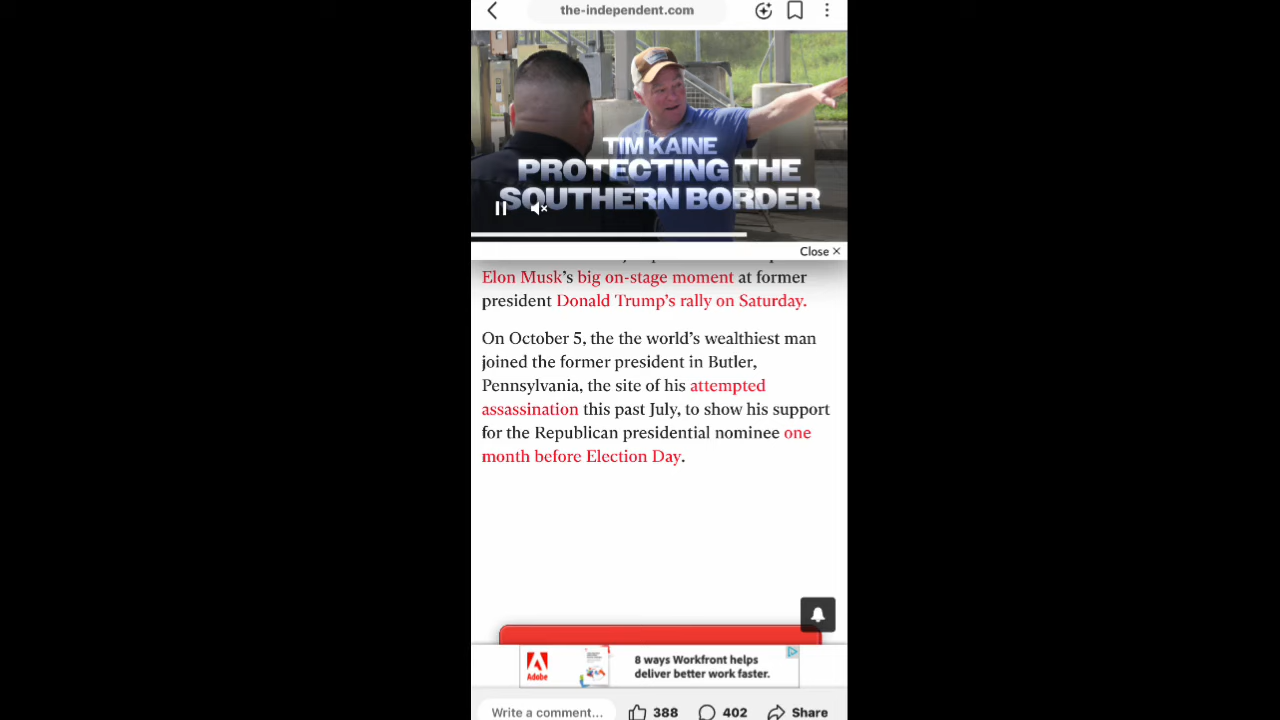 the-independent.com
TIM KAINE
PROTECTING THE
SOUTHERN BORDER
Close ×
Elon Musk’s big on-stage moment at former
president Donald Trump’s rally on Saturday.
On October 5, the the world’s wealthiest man
joined the former president in Butler,
Pennsylvania, the site of his attempted
assassination this past July, to show his support
for the Republican presidential nominee one
month before Election Day.
Adobe
8 ways Workfront helps
deliver better work faster.
Write a comment...
388
402
Share